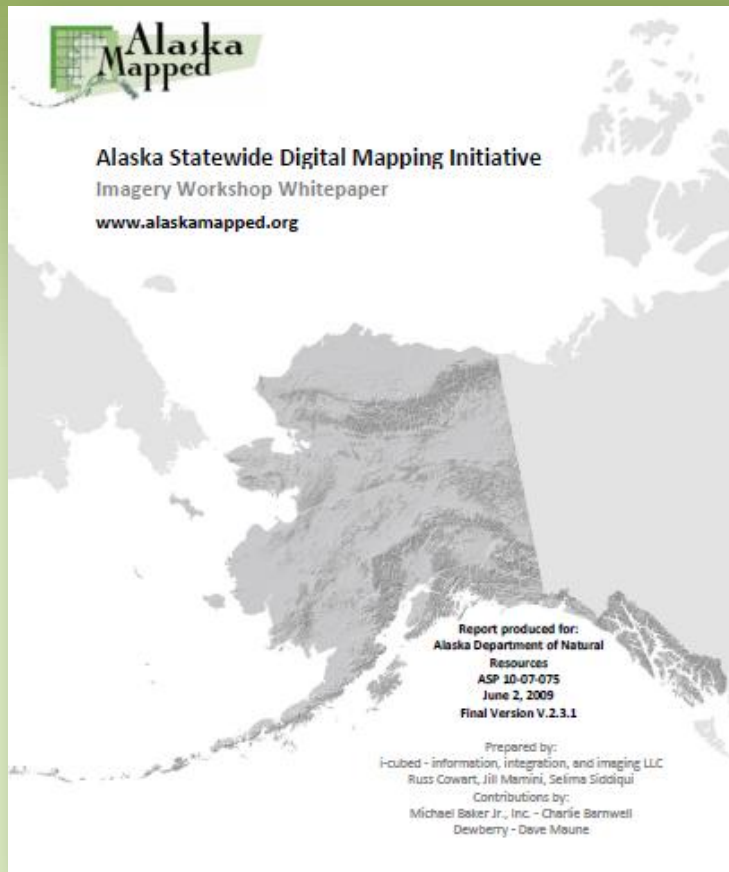 Alaska
Mapped
Alaska Statewide Digital Mapping Initiative
Imagery Workshop Whitepaper
www.alaskamapped.org
Report produced for:
Alaska Department of Natural
Resources
ASP 10-07-075
June 2, 2009
Final Version V.2.3.1
Prepared by:
i-cubed - information, integration, and imaging LLC
Russ Cowart, Jill Mamini, Selima Siddiqui
Contributions by:
Michael Baker Jr., Inc. - Charlie Barnwell
Dewberry - Dave Maune